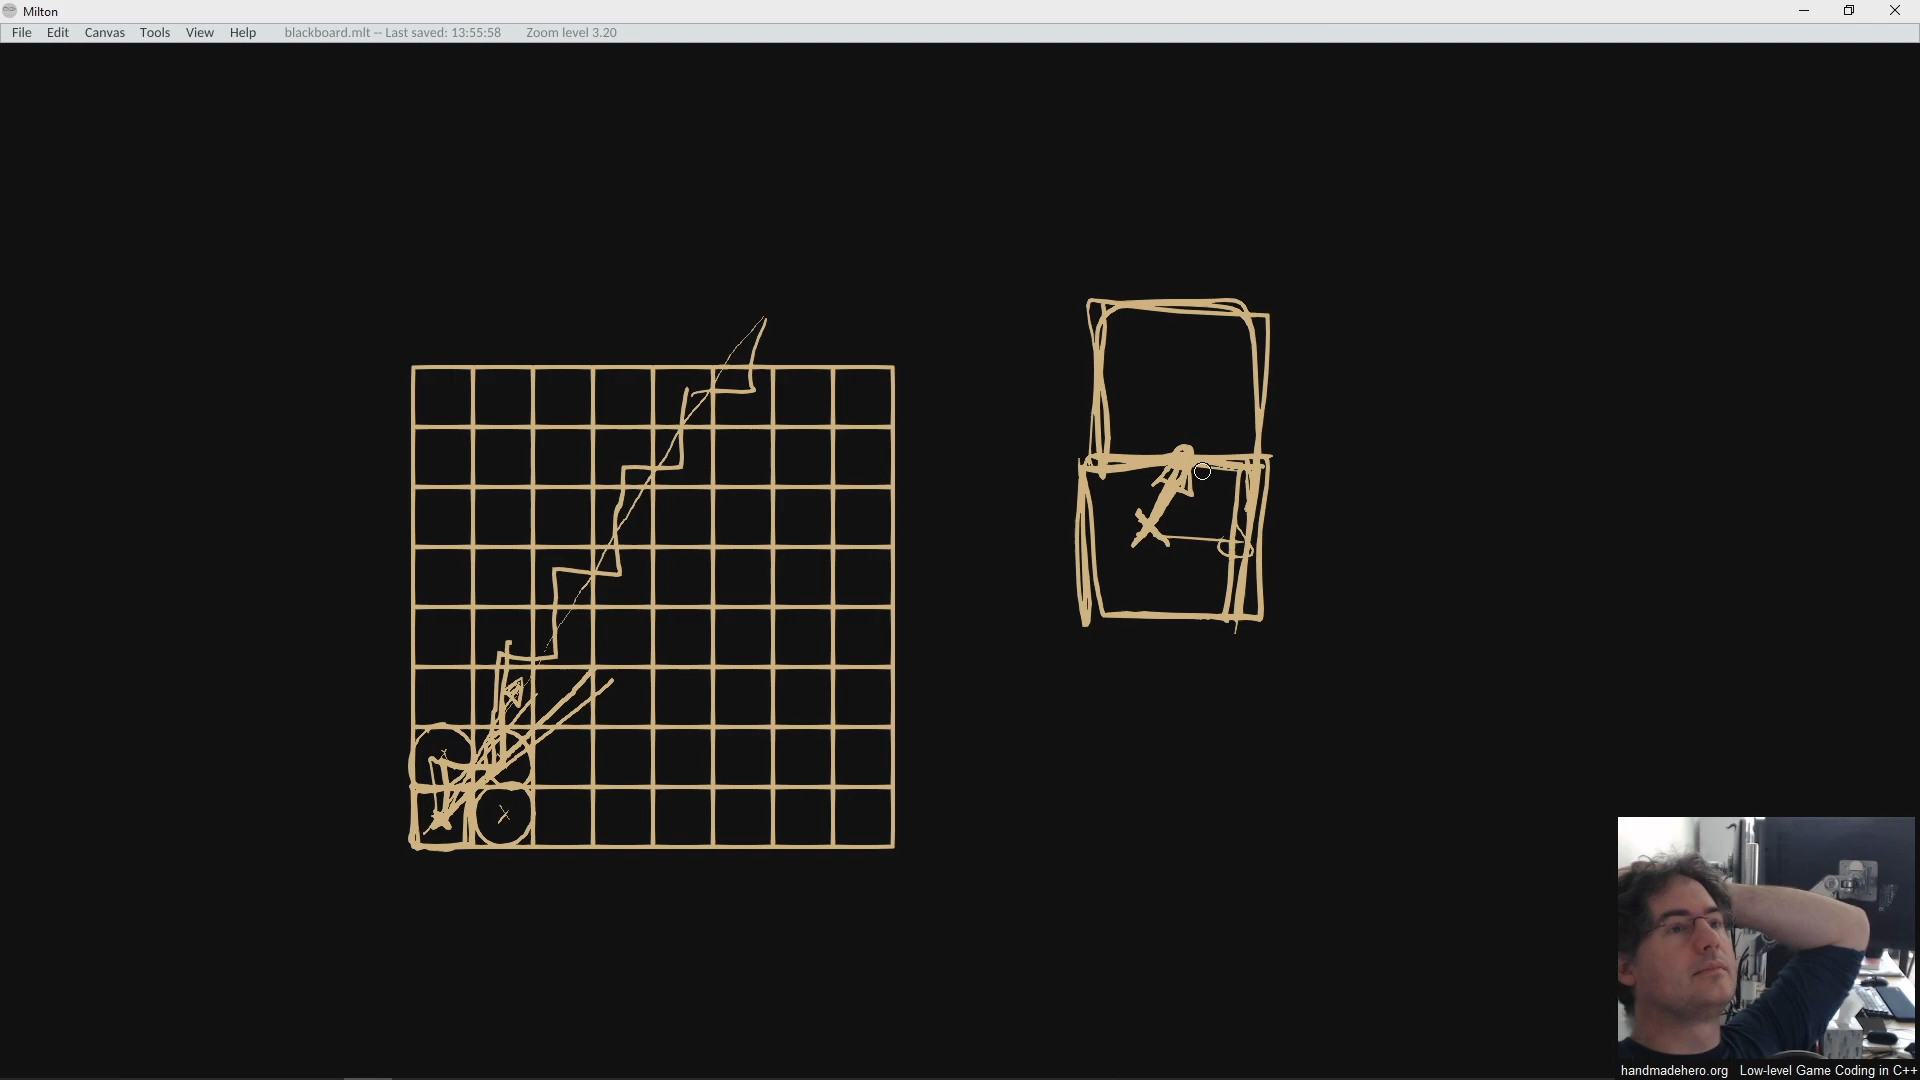 Milton
File Edit Canvas Tools View Help blackboard.mlt -- Last saved: 13:55:58 Zoom level 3.20
handmadehero.org Low-level Game Coding in C++